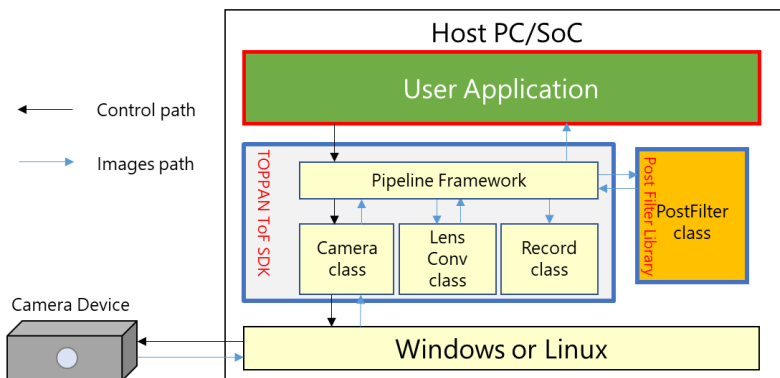 Host PC/SoC
User Application
Control path
Images path
TOPPAN ToF SDK
Pipeline Framework
Camera
class
Lens
Conv
class
Record
class
Post Filter Library
PostFilter
class
Camera Device
Windows or Linux